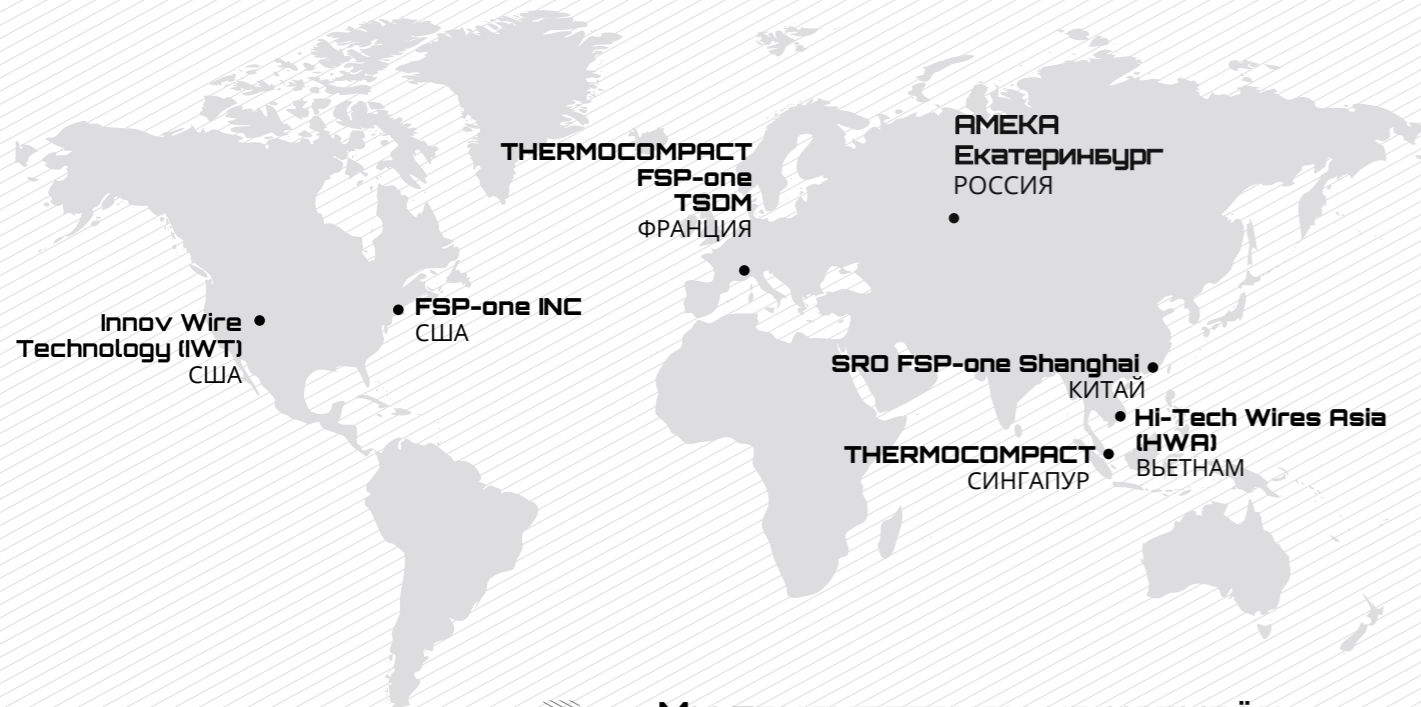 THERMOCOMPACT
FSP-one
TSDM
ФРАНЦИЯ
АМЕКА
Екатеринбург
РОССИЯ
Innov Wire
Technology (IWT)
США
FSP-one INC
США
SRO FSP-one Shanghai
КИТАЙ
Hi-Tech Wires Asia
(HWA)
ВЬЕТНАМ
THERMOCOMPACT
СИНГАПУР